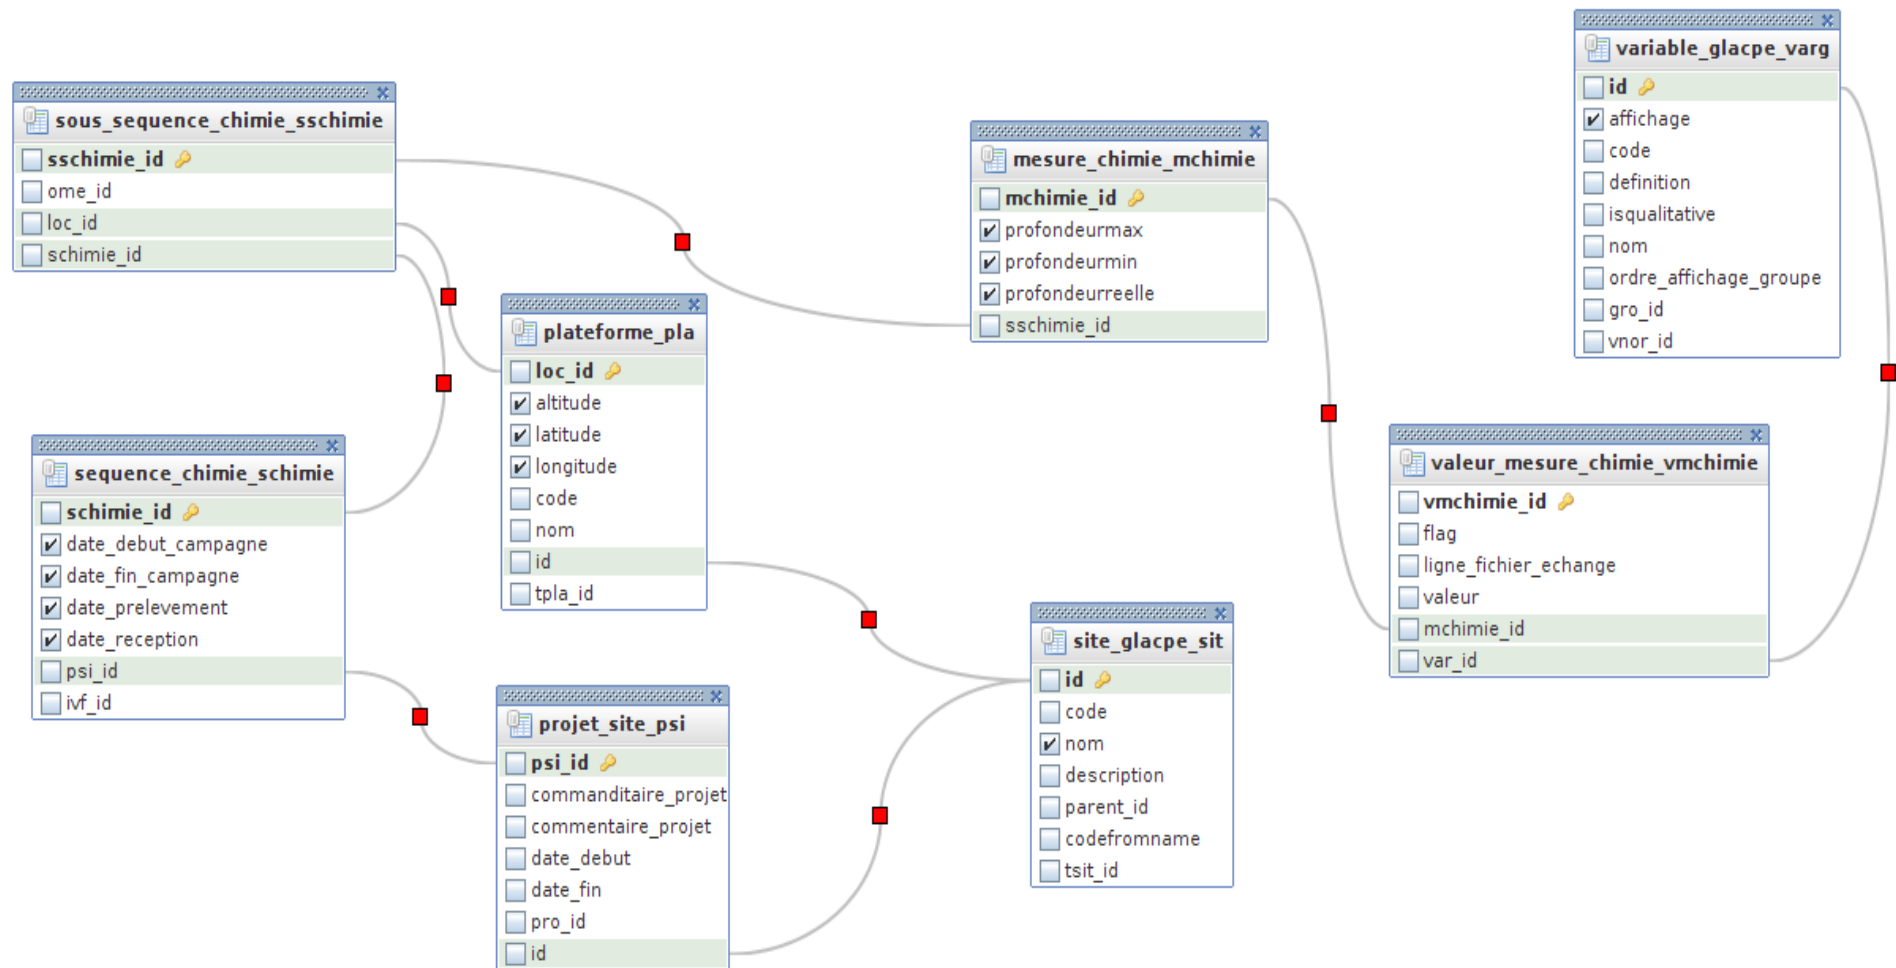 sous_sequence_chimie_sschimie
sschimie_id
ome_id
loc_id
schimie_id
sequence_chimie_schimie
schimie_id
date_debut_campagne
date_fin_campagne
date_prelevement
date_reception
psi_id
ivf_id
plateforme_pla
loc_id
altitude
latitude
longitude
code
nom
id
tpla_id
projet_site_psi
psi_id
commanditaire_projet
commentaire_projet
date_debut
date_fin
pro_id
id
mesure_chimie_mchimie
mchimie_id
profondeurmax
profondeurmin
profondeurreelle
sschimie_id
site_glacpe_sit
id
code
nom
description
parent_id
codefromname
tsit_id
variable_glacpe_varg
id
affichage
code
definition
isqualitative
nom
ordre_affichage_groupe
gro_id
vnor_id
valeur_mesure_chimie_vmchimie
vmchimie_id
flag
ligne_fichier_echange
valeur
mchimie_id
var_id